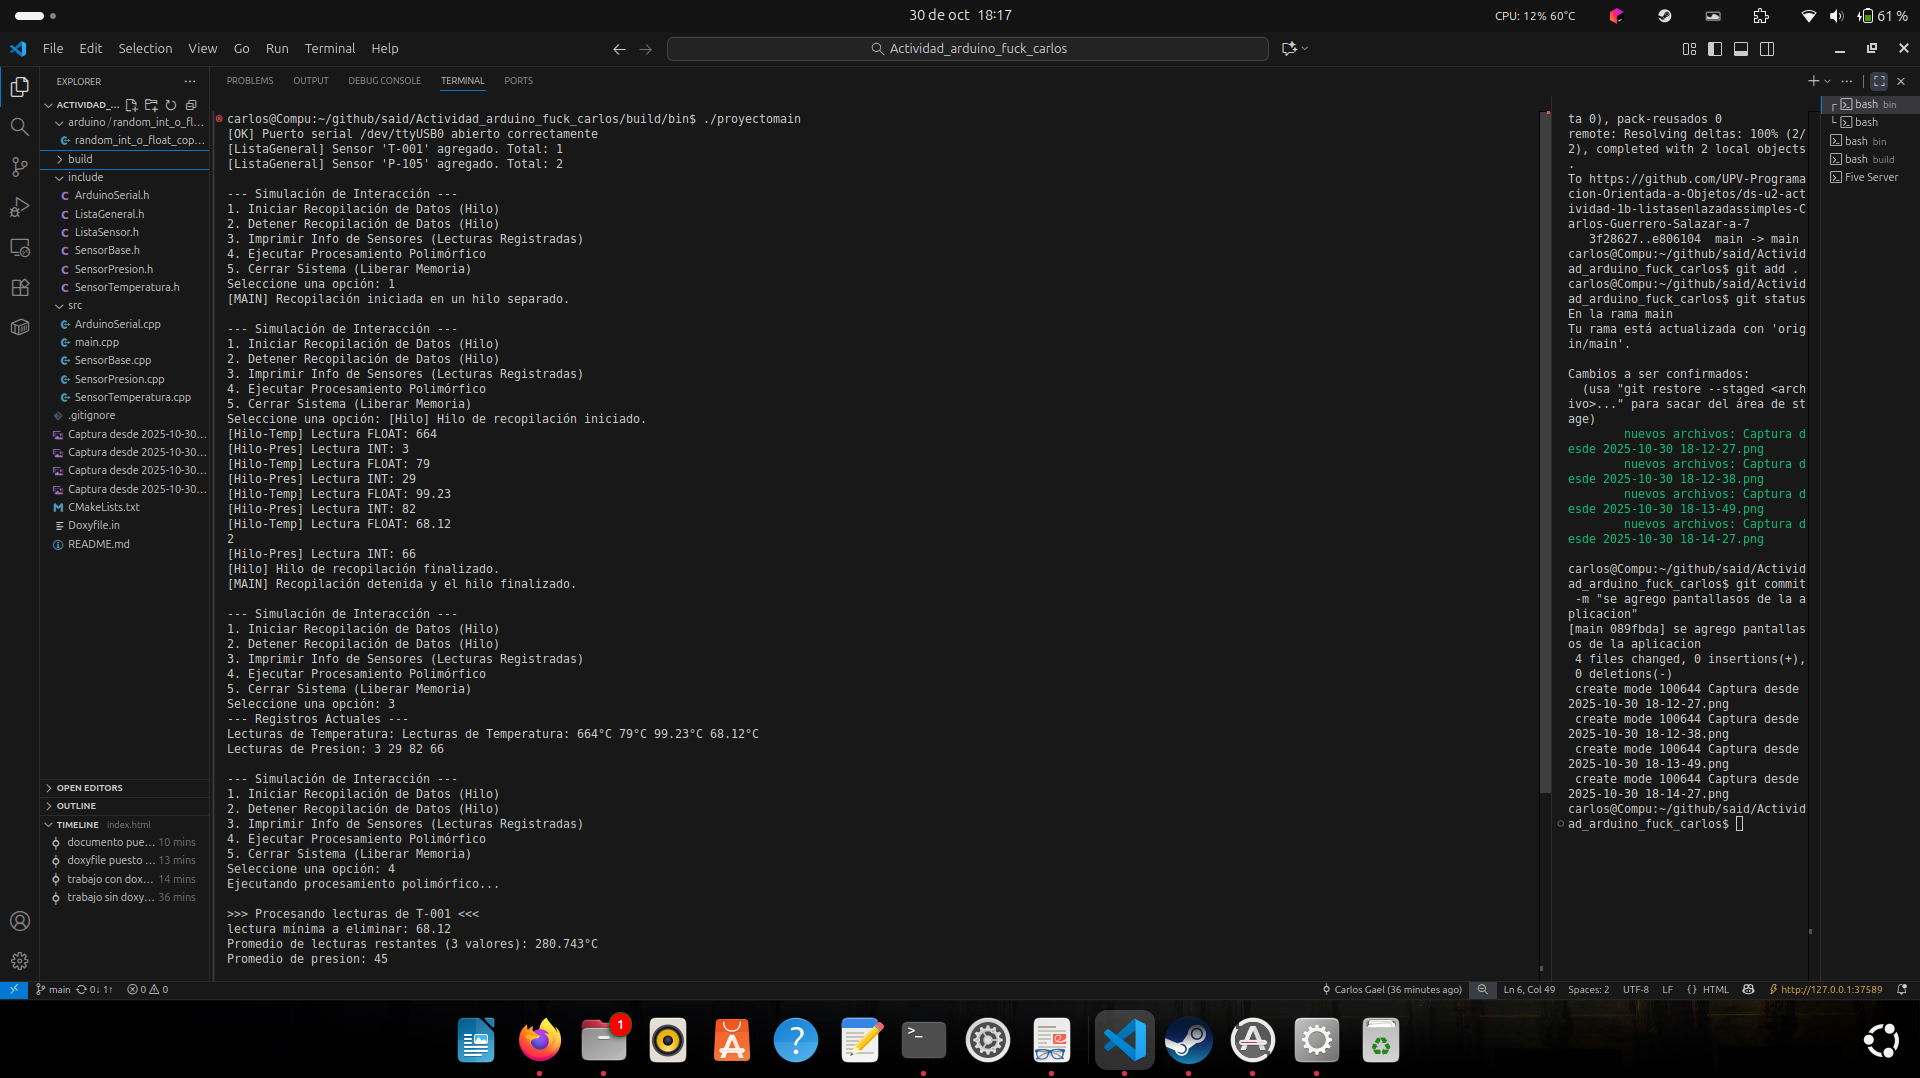 30 de oct  18:17
CPU: 12% 60°C
61 %
File Edit Selection View Go Run Terminal Help
Actividad_arduino_fuck_carlos
EXPLORER
ACTIVIDAD_...
arduino / random_int_o_fl...
random_int_o_float_cop...
build
include
ArduinoSerial.h
ListaGeneral.h
ListaSensor.h
SensorBase.h
SensorPresion.h
SensorTemperatura.h
src
ArduinoSerial.cpp
main.cpp
SensorBase.cpp
SensorPresion.cpp
SensorTemperatura.cpp
.gitignore
Captura desde 2025-10-30...
Captura desde 2025-10-30...
Captura desde 2025-10-30...
Captura desde 2025-10-30...
CMakeLists.txt
Doxyfile.in
README.md
OPEN EDITORS
OUTLINE
TIMELINE index.html
documento pue... 10 mins
doxyfile puesto ... 13 mins
trabajo con dox... 14 mins
trabajo sin doxy... 36 mins
PROBLEMS OUTPUT DEBUG CONSOLE TERMINAL PORTS
carlos@Compu:~/github/said/Actividad_arduino_fuck_carlos/build/bin$ ./proyectomain
[OK] Puerto serial /dev/ttyUSB0 abierto correctamente
[ListaGeneral] Sensor 'T-001' agregado. Total: 1
[ListaGeneral] Sensor 'P-105' agregado. Total: 2
--- Simulación de Interacción ---
1. Iniciar Recopilación de Datos (Hilo)
2. Detener Recopilación de Datos (Hilo)
3. Imprimir Info de Sensores (Lecturas Registradas)
4. Ejecutar Procesamiento Polimórfico
5. Cerrar Sistema (Liberar Memoria)
Seleccione una opción: 1
[MAIN] Recopilación iniciada en un hilo separado.
--- Simulación de Interacción ---
1. Iniciar Recopilación de Datos (Hilo)
2. Detener Recopilación de Datos (Hilo)
3. Imprimir Info de Sensores (Lecturas Registradas)
4. Ejecutar Procesamiento Polimórfico
5. Cerrar Sistema (Liberar Memoria)
Seleccione una opción: [Hilo] Hilo de recopilación iniciado.
[Hilo-Temp] Lectura FLOAT: 664
[Hilo-Pres] Lectura INT: 3
[Hilo-Temp] Lectura FLOAT: 79
[Hilo-Pres] Lectura INT: 29
[Hilo-Temp] Lectura FLOAT: 99.23
[Hilo-Pres] Lectura INT: 82
[Hilo-Temp] Lectura FLOAT: 68.12
2
[Hilo-Pres] Lectura INT: 66
[Hilo] Hilo de recopilación finalizado.
[MAIN] Recopilación detenida y el hilo finalizado.
--- Simulación de Interacción ---
1. Iniciar Recopilación de Datos (Hilo)
2. Detener Recopilación de Datos (Hilo)
3. Imprimir Info de Sensores (Lecturas Registradas)
4. Ejecutar Procesamiento Polimórfico
5. Cerrar Sistema (Liberar Memoria)
Seleccione una opción: 3
--- Registros Actuales ---
Lecturas de Temperatura: Lecturas de Temperatura: 664°C 79°C 99.23°C 68.12°C
Lecturas de Presion: 3 29 82 66
--- Simulación de Interacción ---
1. Iniciar Recopilación de Datos (Hilo)
2. Detener Recopilación de Datos (Hilo)
3. Imprimir Info de Sensores (Lecturas Registradas)
4. Ejecutar Procesamiento Polimórfico
5. Cerrar Sistema (Liberar Memoria)
Seleccione una opción: 4
Ejecutando procesamiento polimórfico...
>>> Procesando lecturas de T-001 <<<
lectura mínima a eliminar: 68.12
Promedio de lecturas restantes (3 valores): 280.743°C
Promedio de presion: 45
ta 0), pack-reusados 0
remote: Resolving deltas: 100% (2/
2), completed with 2 local objects
.
To https://github.com/UPV-Programa
cion-Orientada-a-Objetos/ds-u2-act
ividad-1b-listasenlazadassimples-C
arlos-Guerrero-Salazar-a-7
3f28627..e806104  main -> main
carlos@Compu:~/github/said/Activid
ad_arduino_fuck_carlos$ git add .
carlos@Compu:~/github/said/Activid
ad_arduino_fuck_carlos$ git status
En la rama main
Tu rama está actualizada con 'orig
in/main'.
Cambios a ser confirmados:
(usa "git restore --staged <arch
ivo>..." para sacar del área de st
age)
nuevos archivos: Captura d
esde 2025-10-30 18-12-27.png
nuevos archivos: Captura d
esde 2025-10-30 18-12-38.png
nuevos archivos: Captura d
esde 2025-10-30 18-13-49.png
nuevos archivos: Captura d
esde 2025-10-30 18-14-27.png
carlos@Compu:~/github/said/Activid
ad_arduino_fuck_carlos$ git commit
-m "se agrego pantallasos de la a
plicacion"
[main 089fbda] se agrego pantallas
os de la aplicacion
4 files changed, 0 insertions(+),
0 deletions(-)
create mode 100644 Captura desde
2025-10-30 18-12-27.png
create mode 100644 Captura desde
2025-10-30 18-12-38.png
create mode 100644 Captura desde
2025-10-30 18-13-49.png
create mode 100644 Captura desde
2025-10-30 18-14-27.png
carlos@Compu:~/github/said/Activid
ad_arduino_fuck_carlos$
bash bin
bash
bash bin
bash build
Five Server
main 0↓ 1↑ 0 0
Carlos Gael (36 minutes ago) Ln 6, Col 49 Spaces: 2 UTF-8 LF {} HTML http://127.0.0.1:37589
1